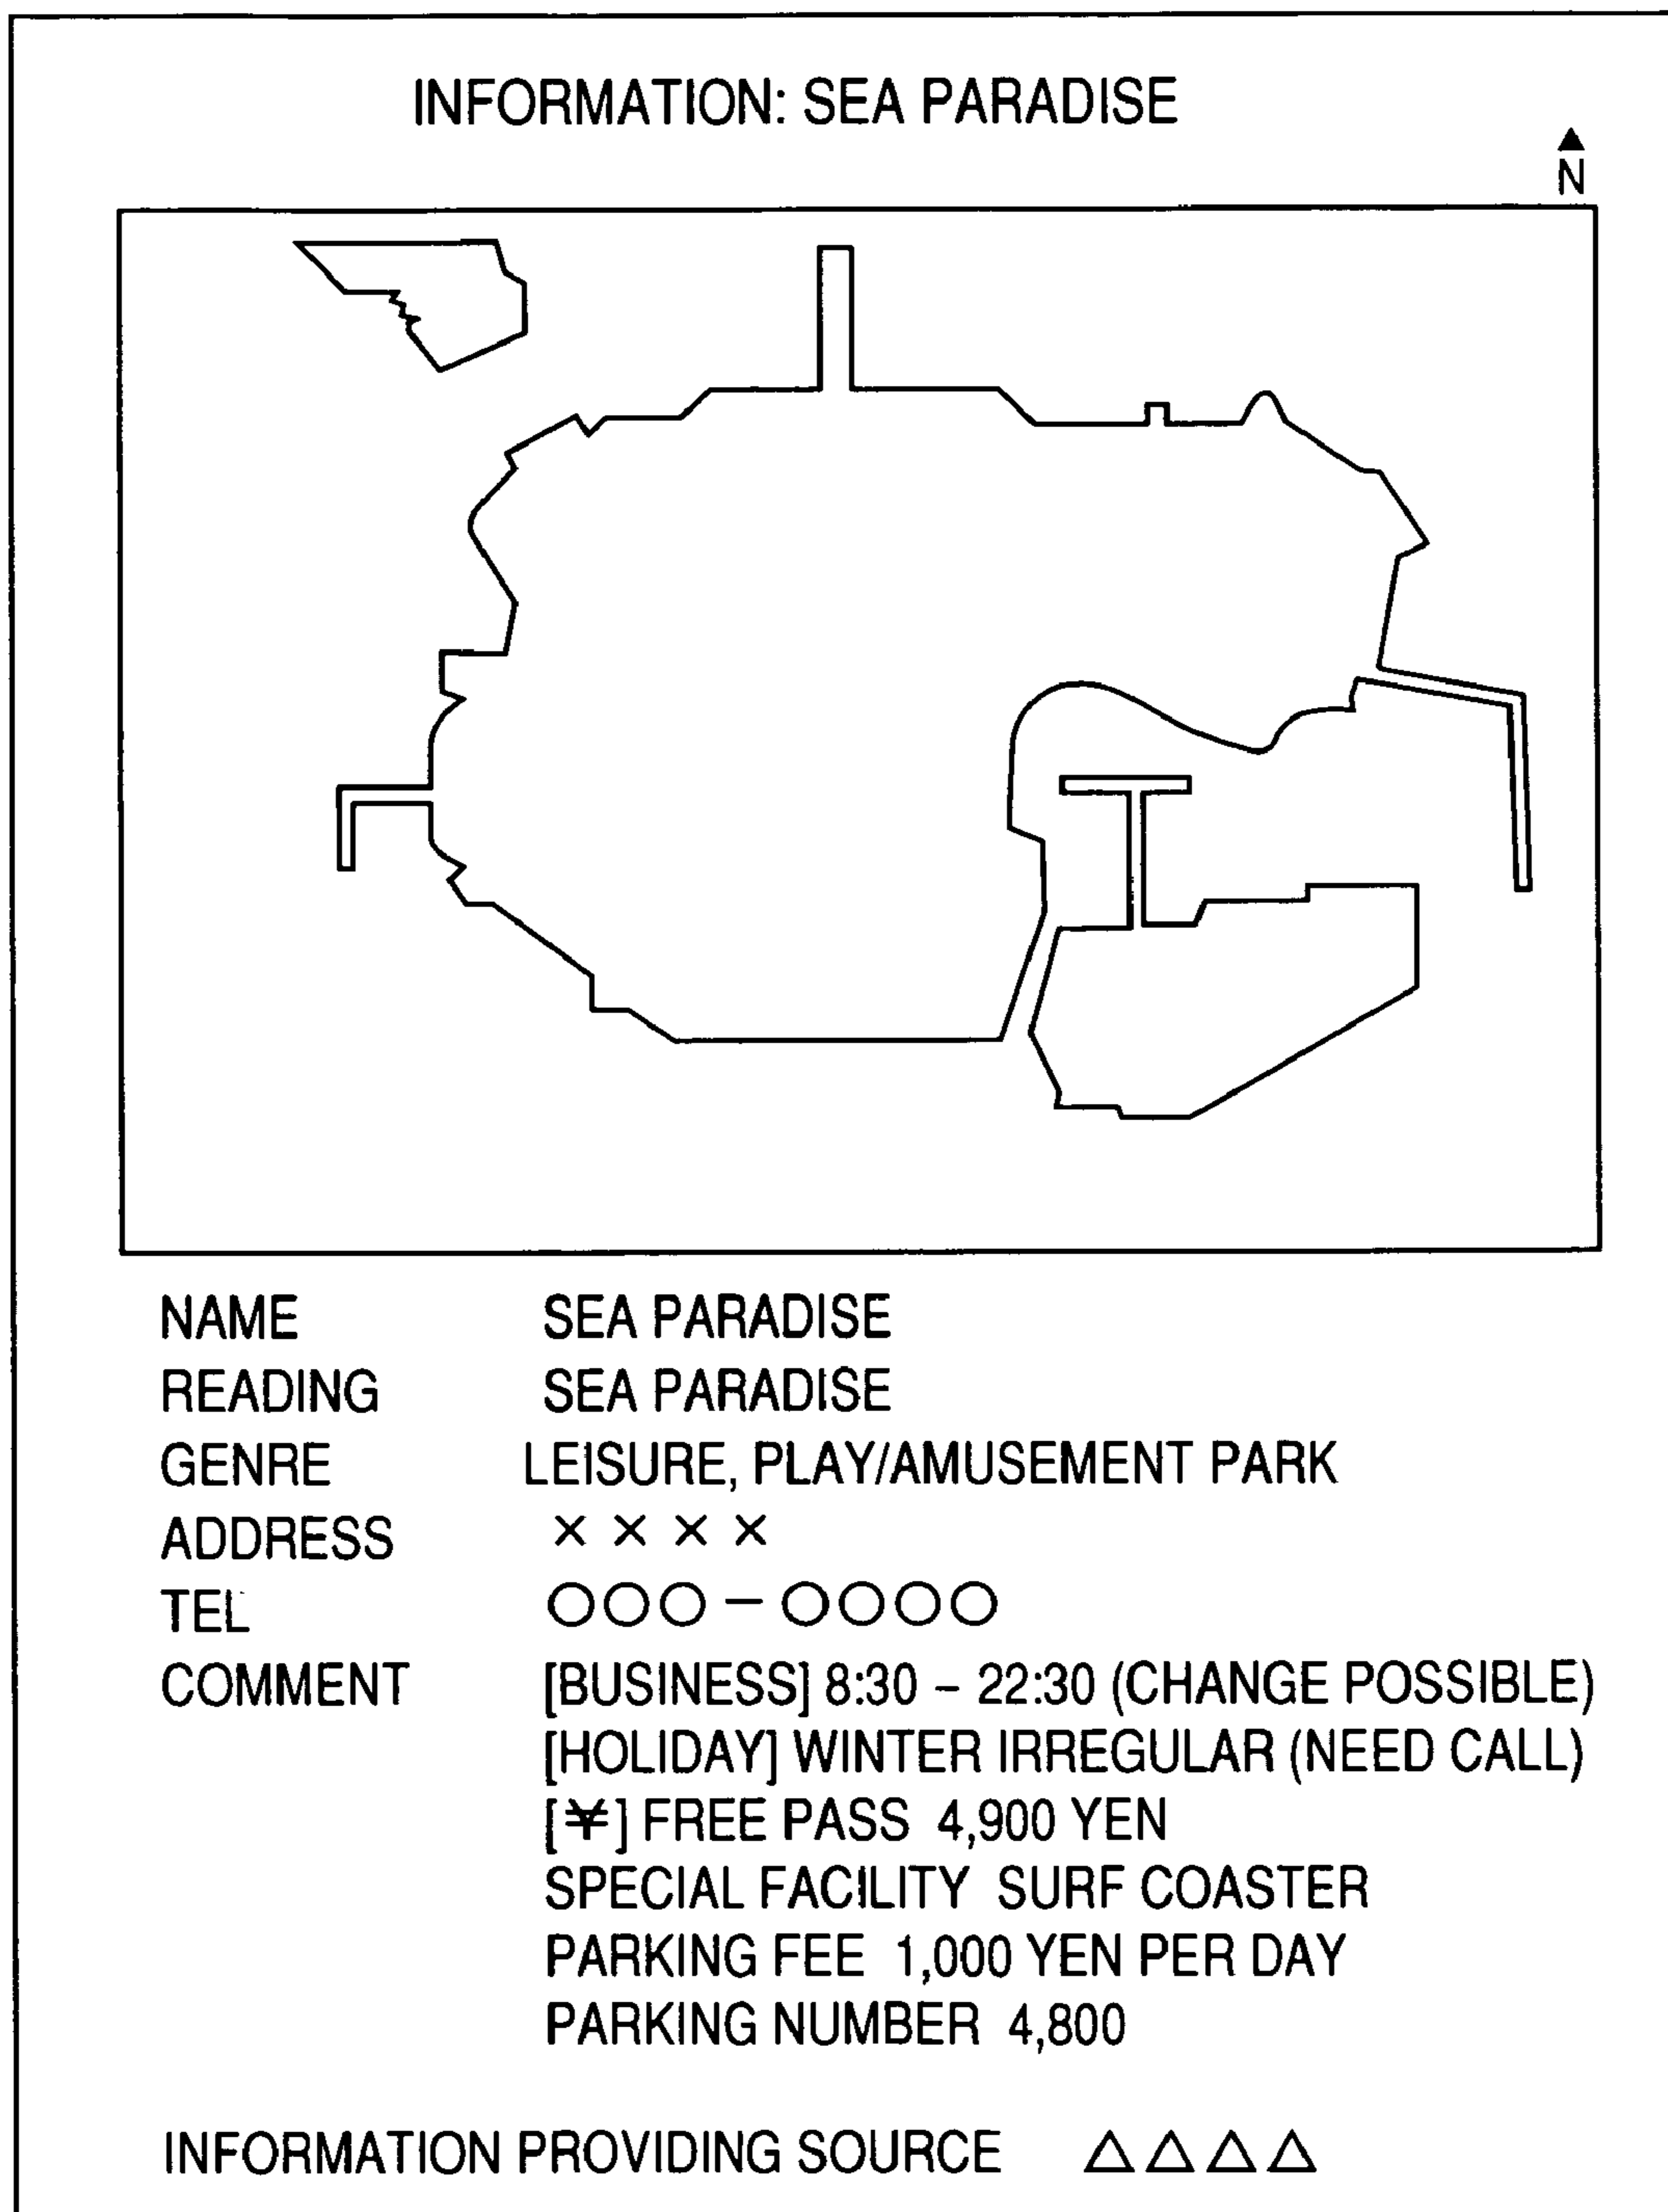 INFORMATION: SEA PARADISE
▲
N
NAME SEA PARADISE
READING SEA PARADISE
GENRE LEISURE, PLAY/AMUSEMENT PARK
ADDRESS × × × ×
TEL ○○○－○○○○
COMMENT [BUSINESS] 8:30 – 22:30 (CHANGE POSSIBLE)
[HOLIDAY] WINTER IRREGULAR (NEED CALL)
[¥] FREE PASS 4,900 YEN
SPECIAL FACILITY SURF COASTER
PARKING FEE 1,000 YEN PER DAY
PARKING NUMBER 4,800
INFORMATION PROVIDING SOURCE △△△△